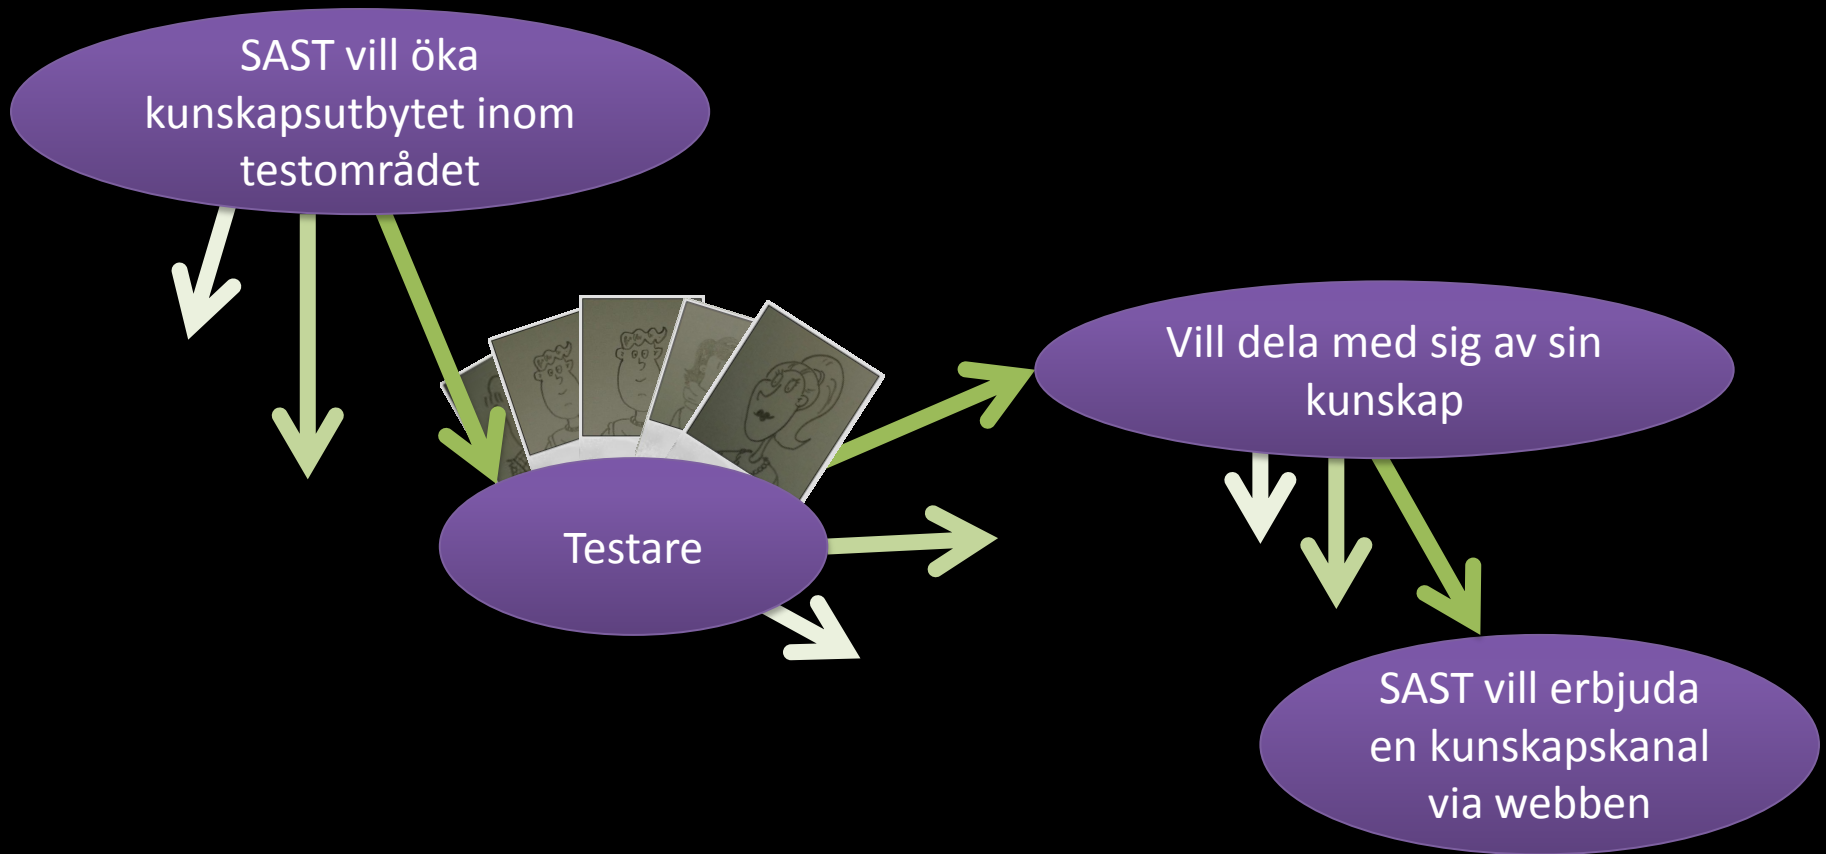 SAST vill öka
kunskapsutbytet inom
testområdet
Vill dela med sig av sin
kunskap
Testare
SAST vill erbjuda
en kunskapskanal
via webben